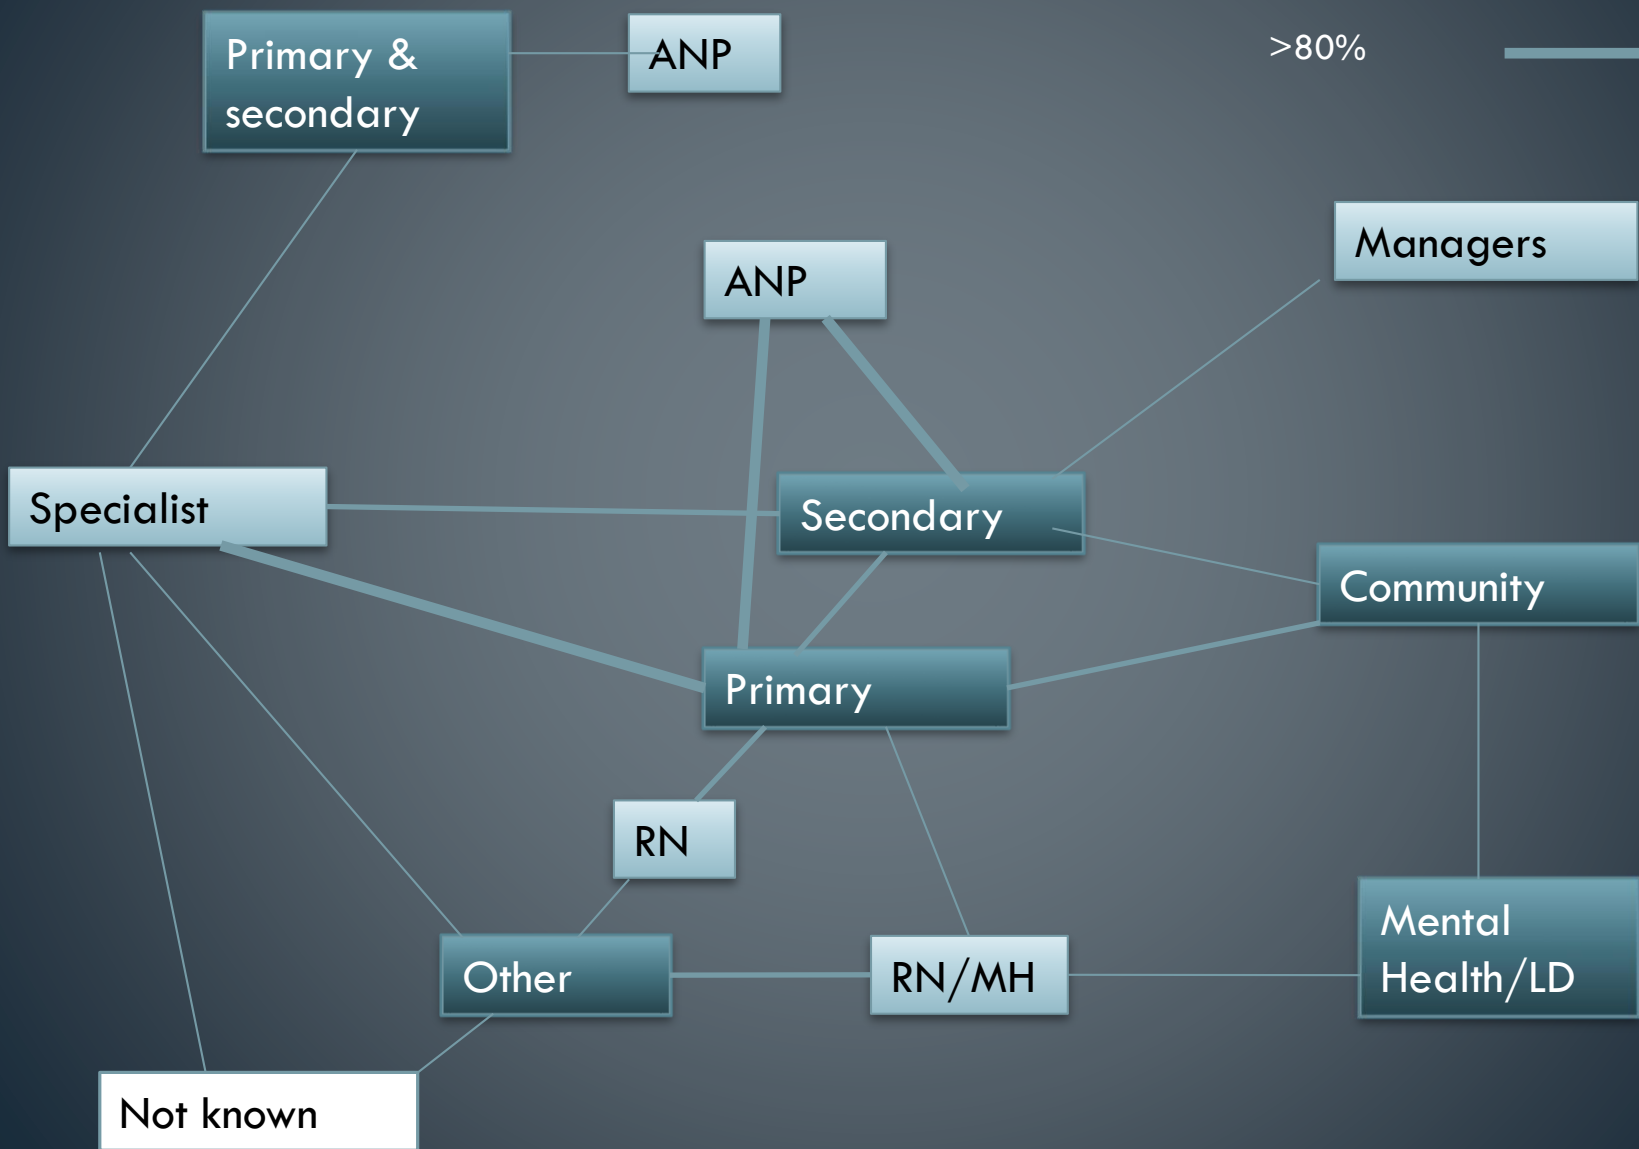 Primary &
secondary
ANP
>80%
Managers
ANP
Specialist
Secondary
Community
Primary
RN
Mental
Health/LD
Other
RN/MH
Not known